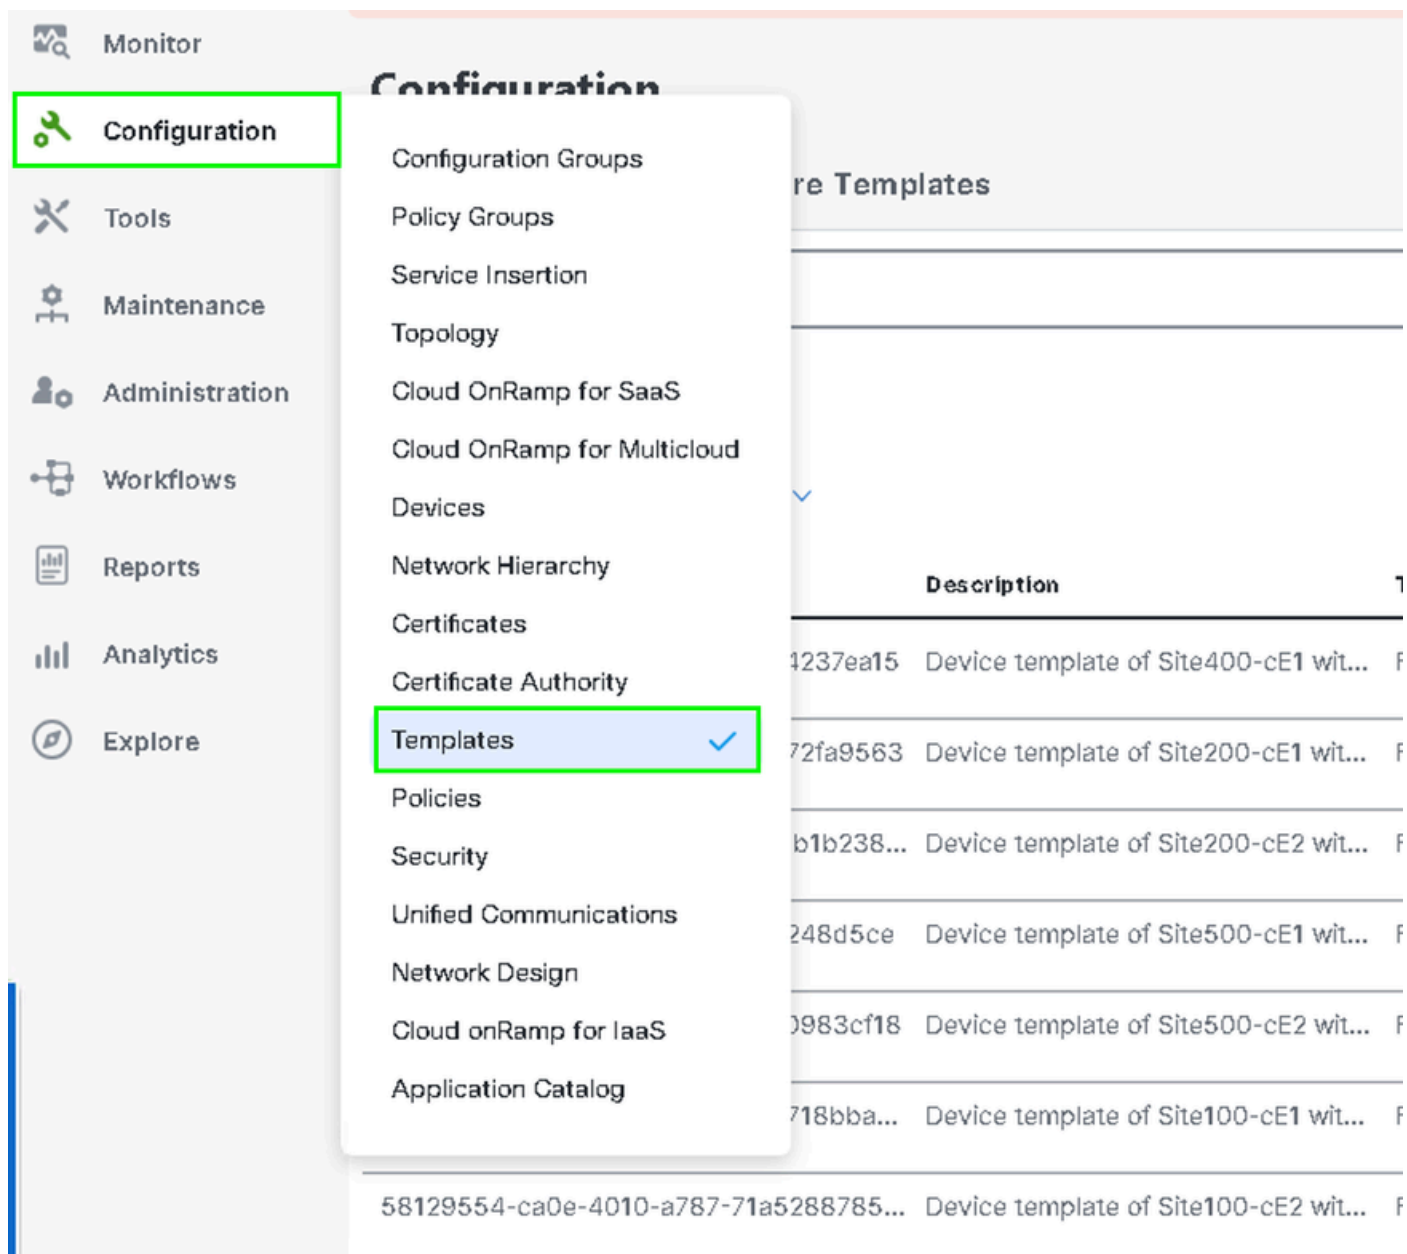 Monitor
Configuration
Tools
Maintenance
Administration
Workflows
Reports
Analytics
Explore
Configuration
Configuration Groups
Policy Groups
Service Insertion
Topology
Cloud OnRamp for SaaS
Cloud OnRamp for Multicloud
Devices
Network Hierarchy
Certificates
Certificate Authority
Templates
Policies
Security
Unified Communications
Network Design
Cloud onRamp for IaaS
Application Catalog
re Templates
Description
4237ea15 Device template of Site400-cE1 wit...
72fa9563 Device template of Site200-cE1 wit...
b1b238... Device template of Site200-cE2 wit...
248d5ce Device template of Site500-cE1 wit...
0983cf18 Device template of Site500-cE2 wit...
718bba... Device template of Site100-cE1 wit...
58129554-ca0e-4010-a787-71a5288785... Device template of Site100-cE2 wit...